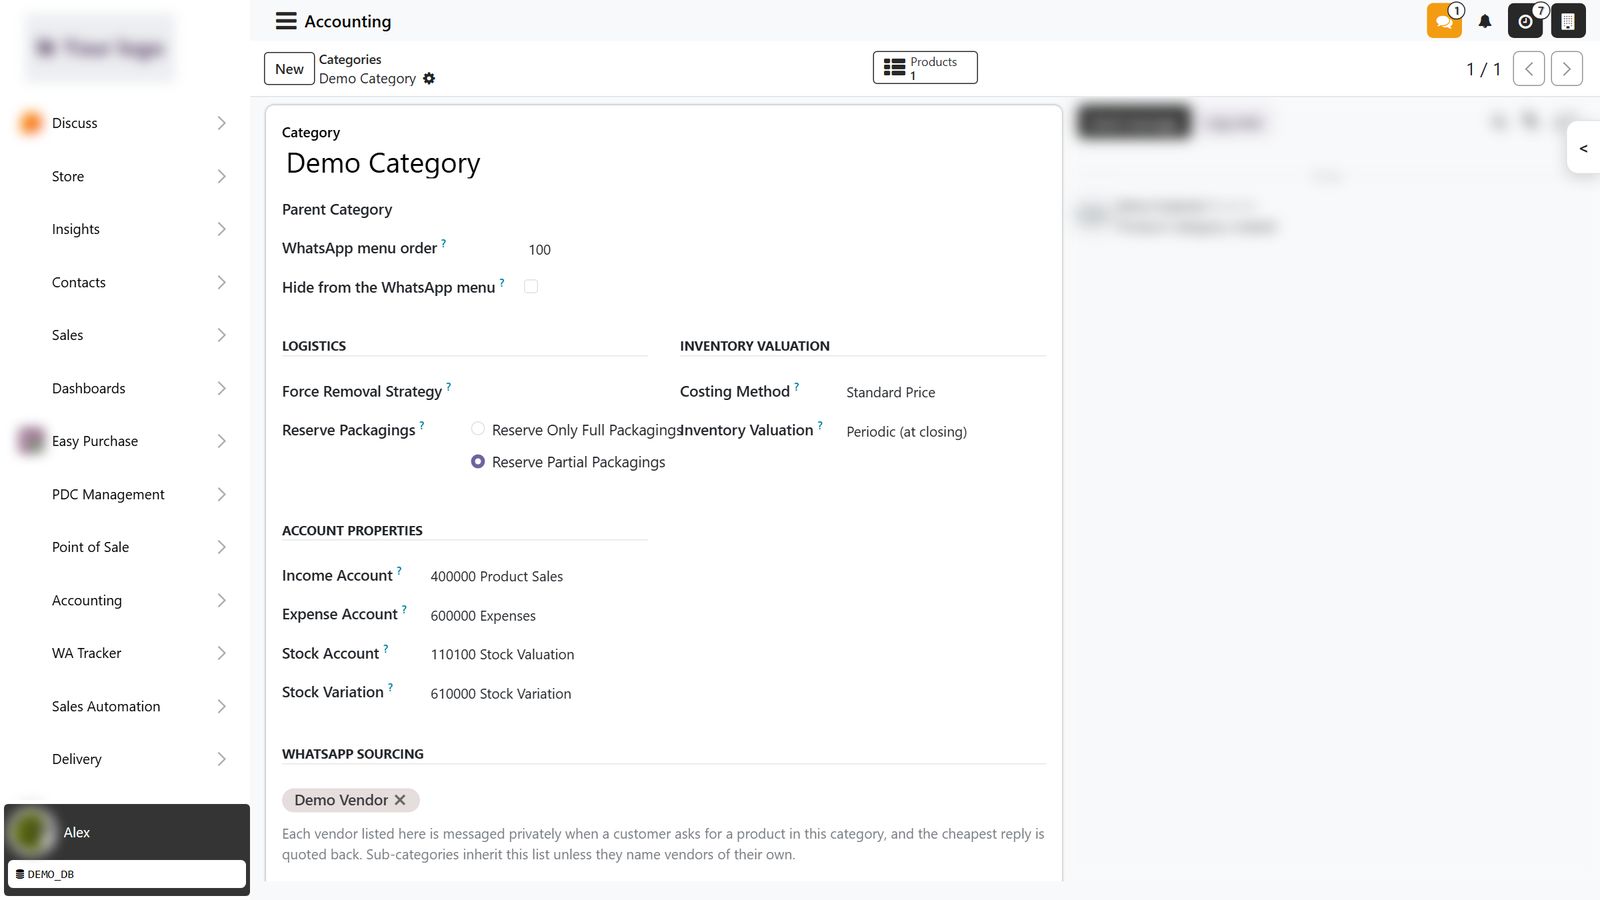 Accounting
1
7
New
Categories
Demo Category
Products
1
1 / 1
Discuss
Store
Insights
Contacts
Sales
Dashboards
Easy Purchase
PDC Management
Point of Sale
Accounting
WA Tracker
Sales Automation
Delivery
Alex
DEMO_DB
<
Category
Demo Category
Parent Category
WhatsApp menu order ?
100
Hide from the WhatsApp menu ?
LOGISTICS
Force Removal Strategy ?
Reserve Packagings ?
Reserve Only Full Packagings
Reserve Partial Packagings
INVENTORY VALUATION
Costing Method ?
Standard Price
Inventory Valuation ?
Periodic (at closing)
ACCOUNT PROPERTIES
Income Account ?
400000 Product Sales
Expense Account ?
600000 Expenses
Stock Account ?
110100 Stock Valuation
Stock Variation ?
610000 Stock Variation
WHATSAPP SOURCING
Demo Vendor ×
Each vendor listed here is messaged privately when a customer asks for a product in this category, and the cheapest reply is
quoted back. Sub-categories inherit this list unless they name vendors of their own.